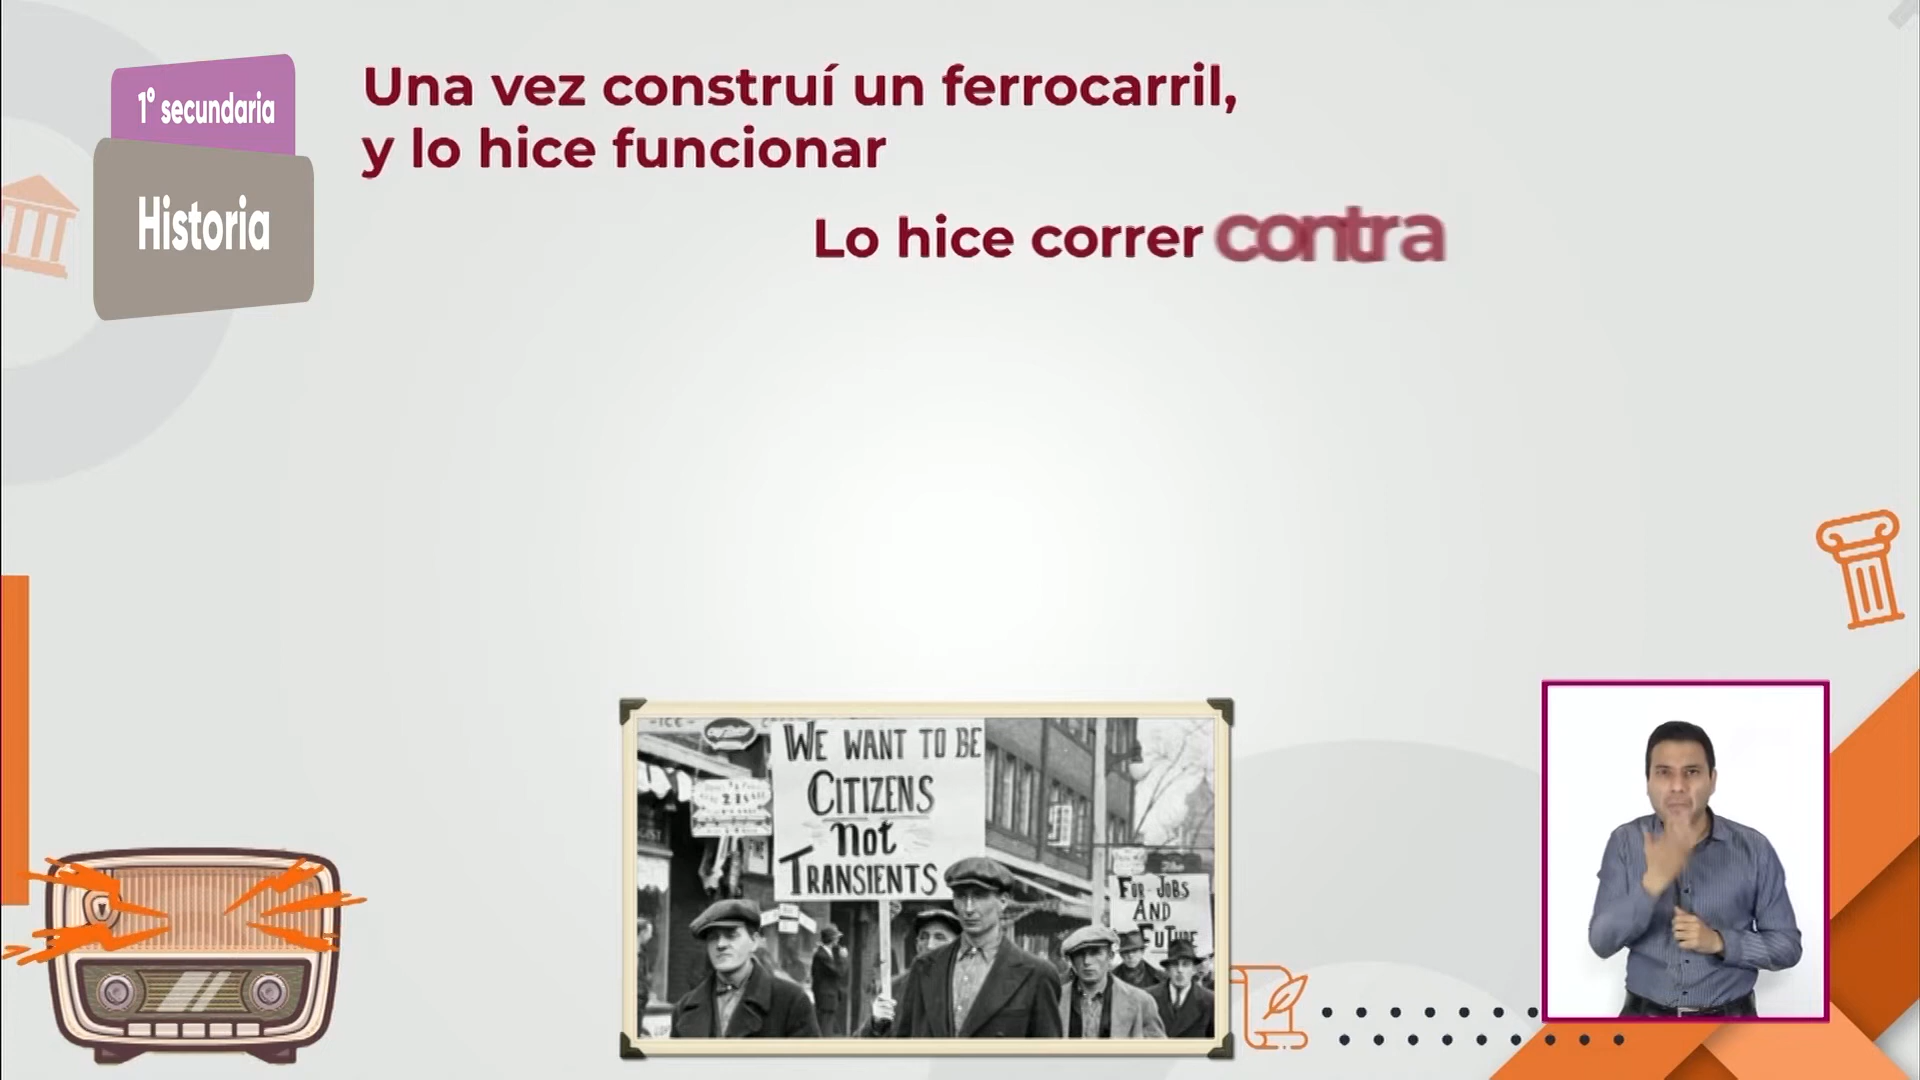 1° secundaria
Historia
Una vez construí un ferrocarril,
y lo hice funcionar
Lo hice correr contra
WE WANT TO BE
CITIZENS
Not
TRANSIENTS
FOR JOBS
AND
FUTURE